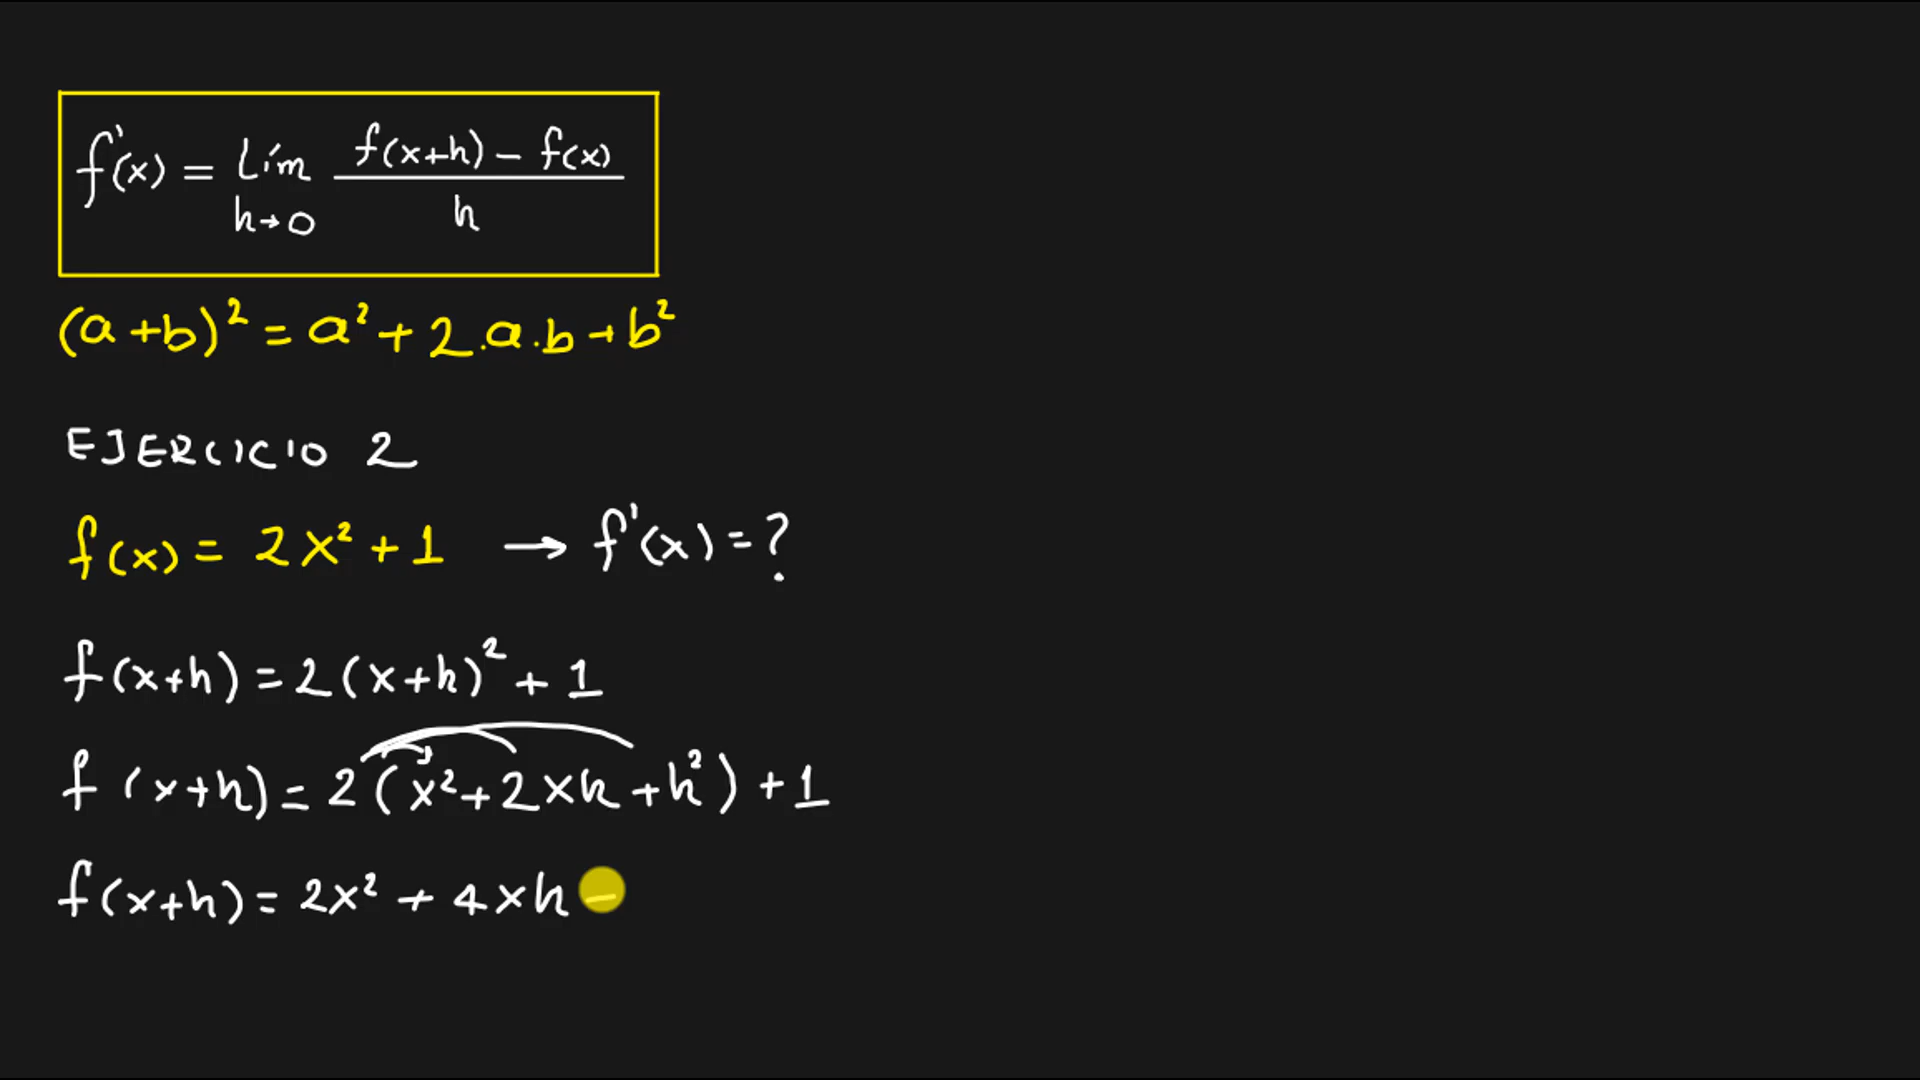 f'(x) = Lím h→0 f(x+h) − f(x) / h
(a+b)² = a² + 2.a.b + b²
EJERCICIO 2
f(x) = 2x² + 1 → f'(x) = ?
f(x+h) = 2(x+h)² + 1
f(x+h) = 2(x² + 2xh + h²) + 1
f(x+h) = 2x² + 4xh −